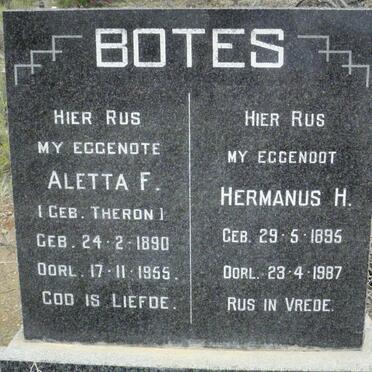 BOTES
HIER RUS
MY EGGENOTE
ALETTA F.
(GEB. THERON)
GEB. 24·2·1890
OORL. 17·11·1955.
GOD IS LIEFDE.
HIER RUS
MY EGGENOOT
HERMANUS H.
GEB. 29·5·1895
OORL. 23·4·1987
RUS IN VREDE.